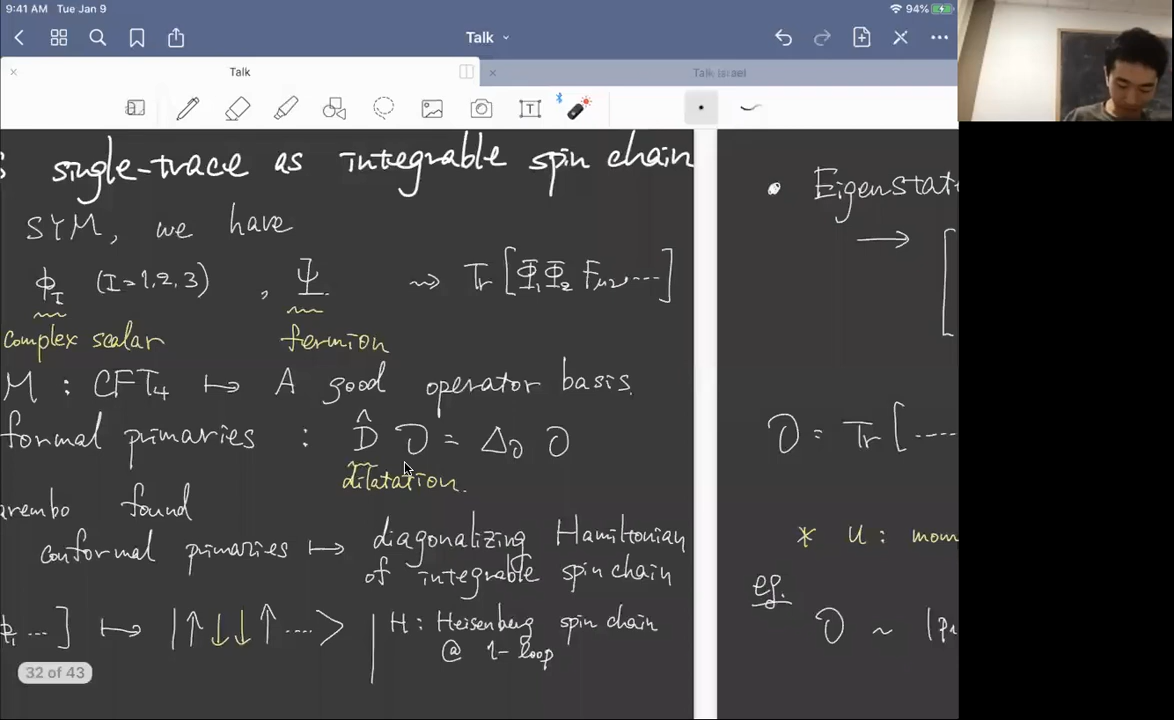 9:41 AM Tue Jan 9
94%
Talk
Talk
Talk Israel
single-trace as integrable spin chain
SYM, we have
ϕ_I (I=1,2,3) , Ψ ⇝ Tr [Φ₁Φ₂ Fμν....]
complex scalar fermion
M : CFT₄ ↦ A good operator basis.
formal primaries : D̂ O = Δ_O O
dilatation.
arembo found
conformal primaries ↦ diagonalizing Hamiltonian
of integrable spin chain
...] ↦ |↑↓↓↑....> H: Heisenberg spin chain
@ 1-loop
32 of 43
• Eigenstat
→ [
O = Tr [....
* U : mom
eg.
O ~ |p